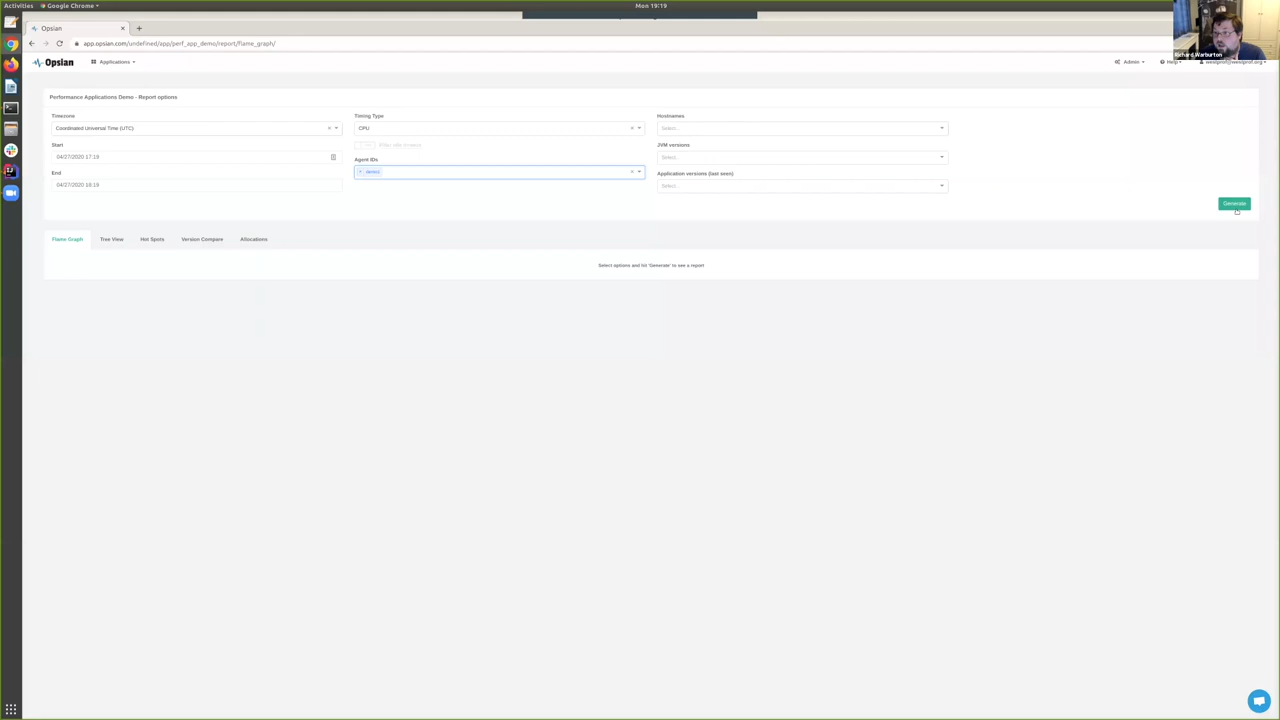 Activities
Google Chrome
Mon 19:19
Opsian
app.opsian.com/undefined/app/perf_app_demo/report/flame_graph/
Richard Warburton
Opsian
Applications
Admin
Help
Performance Applications Demo - Report options
Timezone
Timing Type
Hostnames
Coordinated Universal Time (UTC)
CPU
Select...
Start
JVM versions
04/27/2020 17:19
Select...
Agent IDs
End
Application versions (last seen)
04/27/2020 18:19
Select...
Generate
Flame Graph
Tree View
Hot Spots
Version Compare
Allocations
Select options and hit 'Generate' to see a report